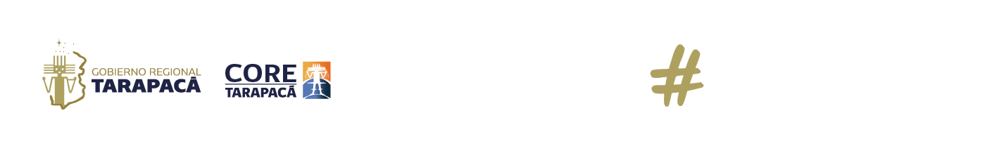 GOBIERNO REGIONAL
TARAPACÁ
CORE
TARAPACÁ
#